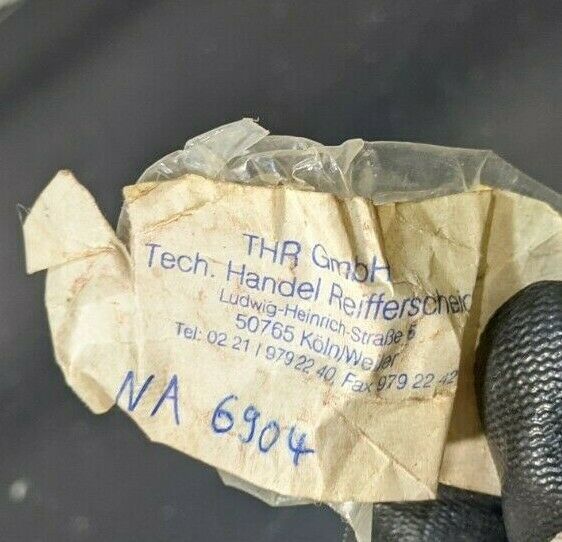 THR GmbH
Tech. Handel Reifferscheid
Ludwig-Heinrich-Straße 6
50765 Köln/Weiler
Tel: 02 21 / 979 22 40, Fax 979 22 42
NA 6904